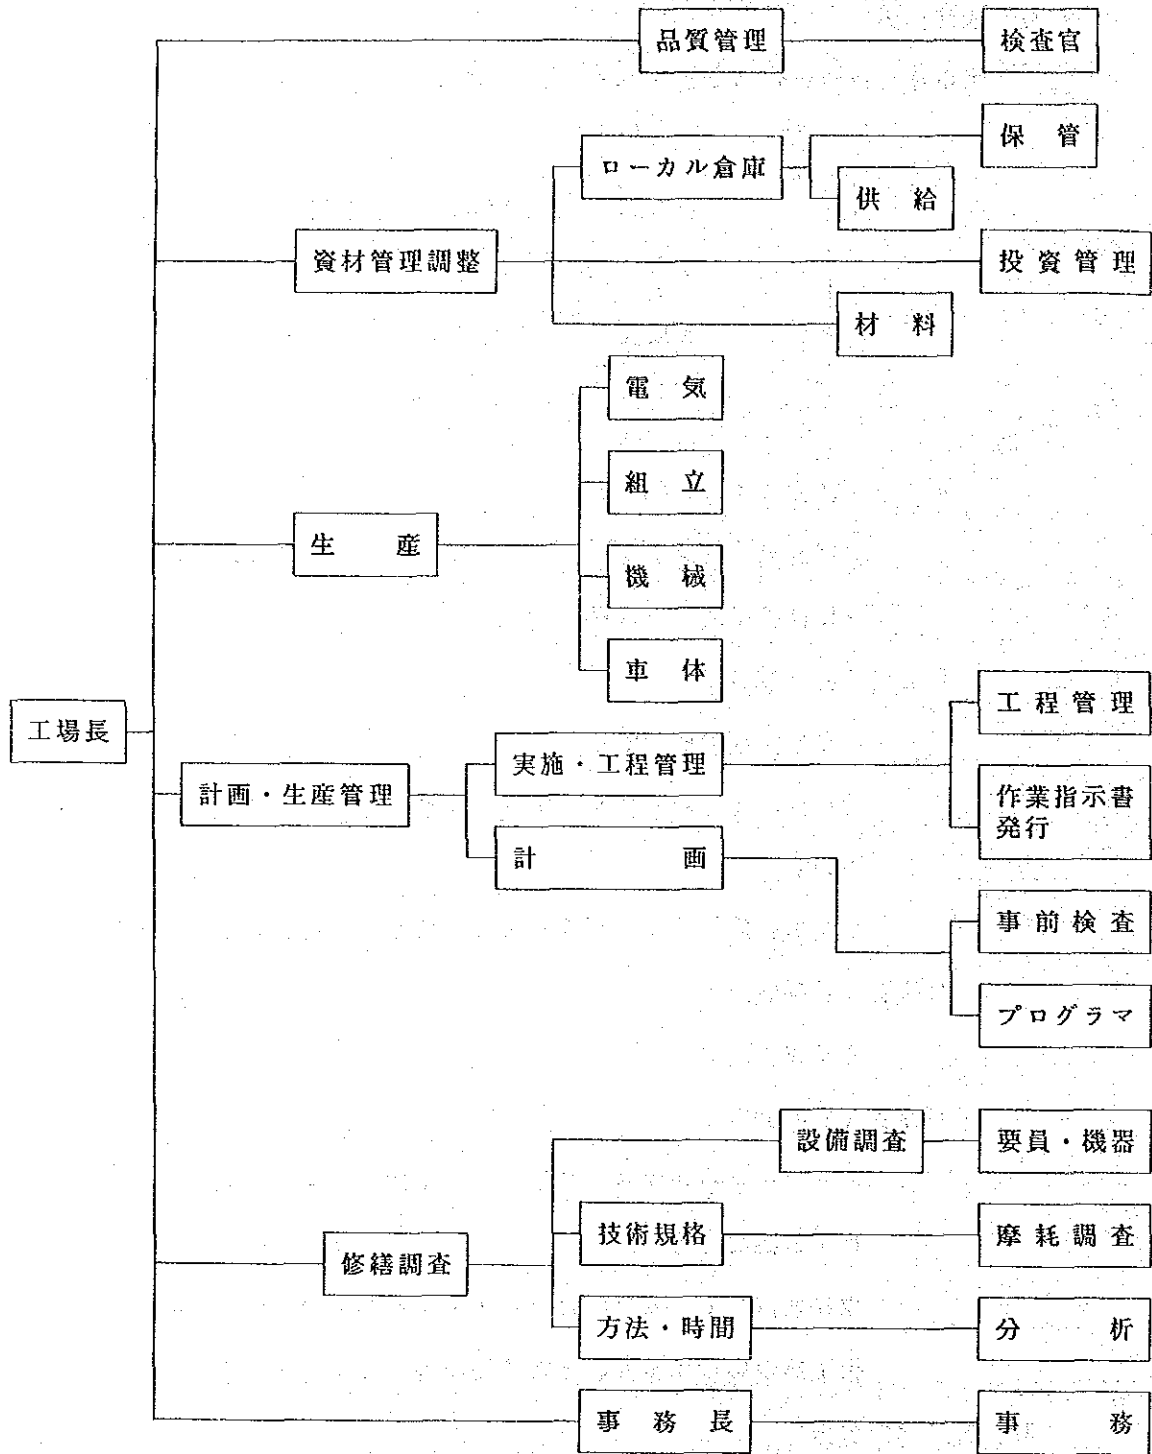 品質管理
検査官
保管
ローカル倉庫
供給
資材管理調整
投資管理
材料
電気
組立
生産
機械
車体
工程管理
工場長
実施・工程管理
計画・生産管理
作業指示書
発行
計画
事前検査
プログラマ
設備調査
要員・機器
技術規格
摩耗調査
修繕調査
方法・時間
分析
事務長
事務